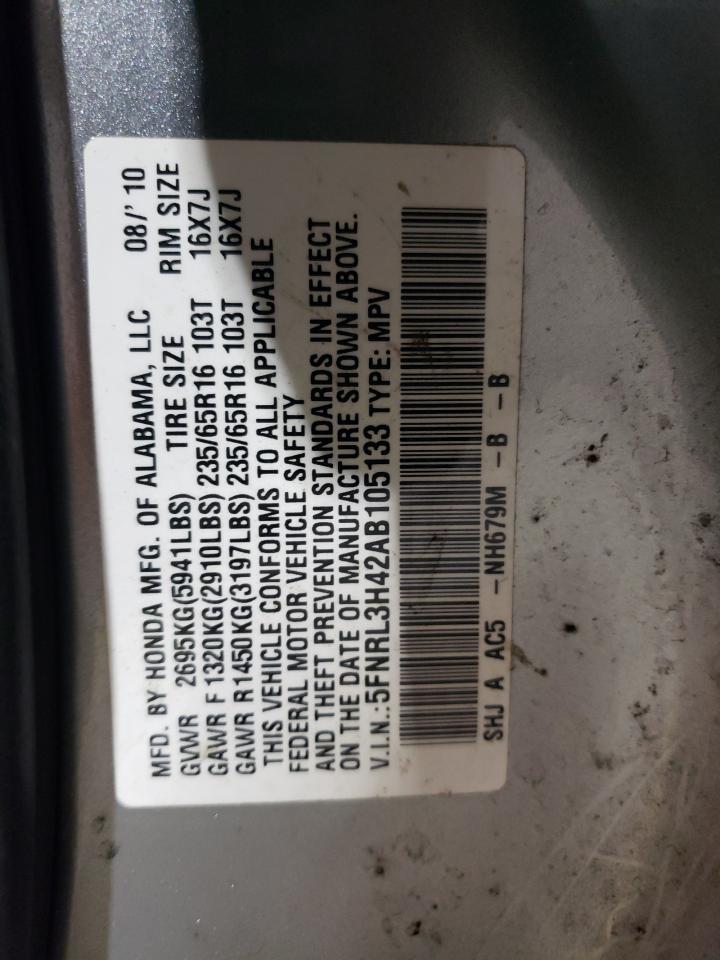 MFD. BY HONDA MFG. OF ALABAMA, LLC 08/' 10
GVWR 2695KG(5941LBS) TIRE SIZE RIM SIZE
GAWR F 1320KG(2910LBS) 235/65R16 103T 16X7J
GAWR R1450KG(3197LBS) 235/65R16 103T 16X7J
THIS VEHICLE CONFORMS TO ALL APPLICABLE
FEDERAL MOTOR VEHICLE SAFETY
AND THEFT PREVENTION STANDARDS IN EFFECT
ON THE DATE OF MANUFACTURE SHOWN ABOVE.
V.I.N.:5FNRL3H42AB105133 TYPE: MPV
SHJ A AC5 -NH679M -B -B